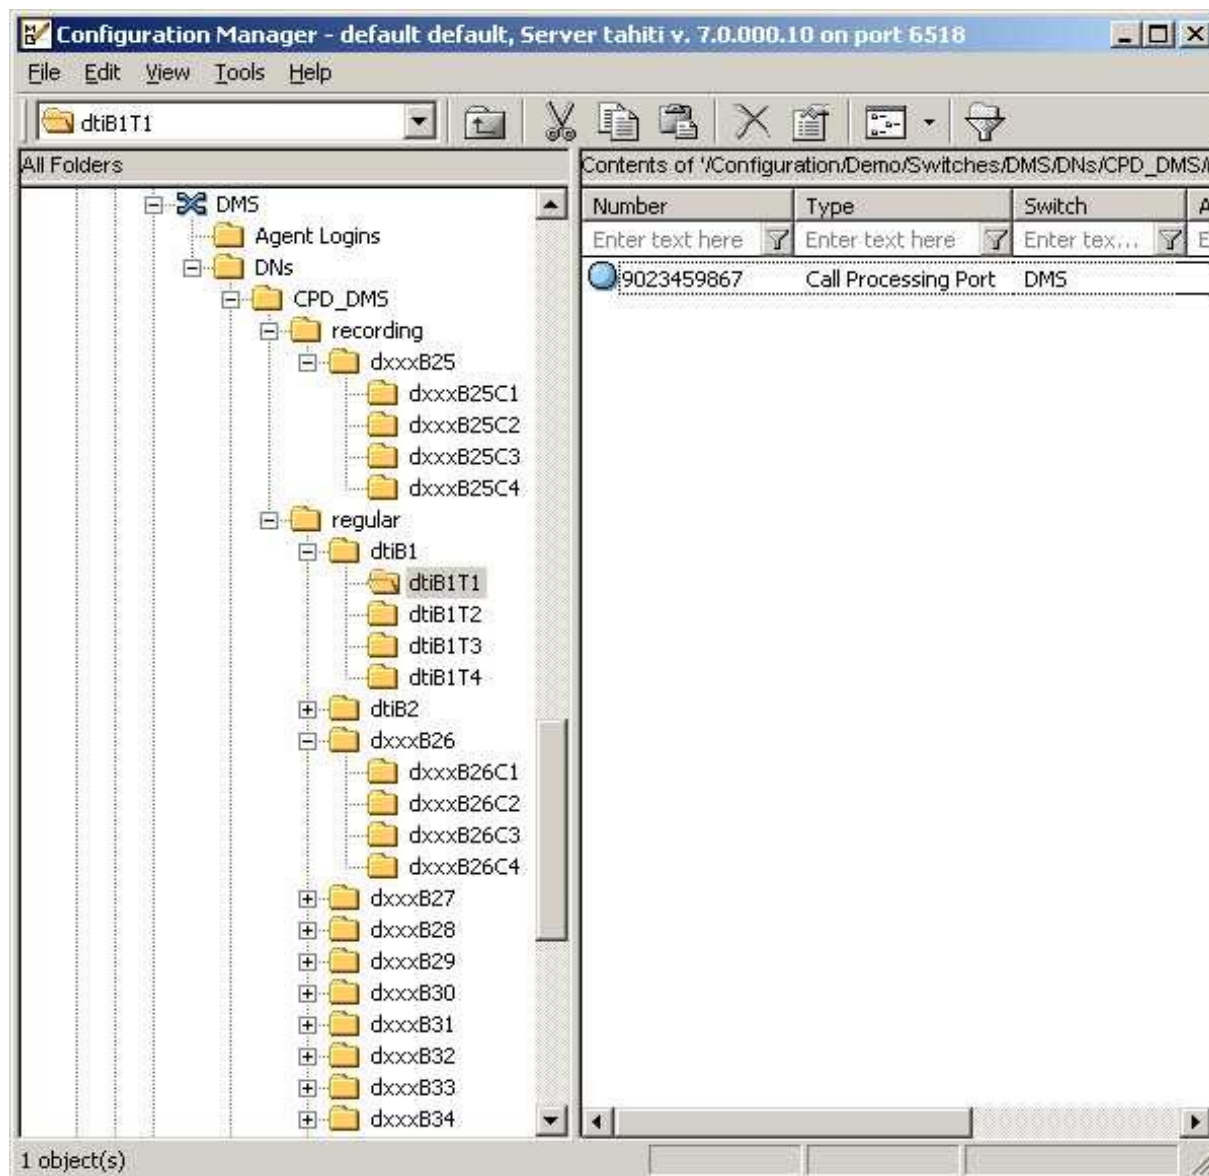 Configuration Manager - default default, Server tahiti v. 7.0.000.10 on port 6518
File Edit View Tools Help
dtiB1T1
All Folders
DMS
Agent Logins
DNs
CPD_DMS
recording
dxxxB25
dxxxB25C1
dxxxB25C2
dxxxB25C3
dxxxB25C4
regular
dtiB1
dtiB1T1
dtiB1T2
dtiB1T3
dtiB1T4
dtiB2
dxxxB26
dxxxB26C1
dxxxB26C2
dxxxB26C3
dxxxB26C4
dxxxB27
dxxxB28
dxxxB29
dxxxB30
dxxxB31
dxxxB32
dxxxB33
dxxxB34
Contents of '/Configuration/Demo/Switches/DMS/DNs/CPD_DMS/
Number Type Switch A
Enter text here Enter text here Enter tex... E
9023459867 Call Processing Port DMS
1 object(s)